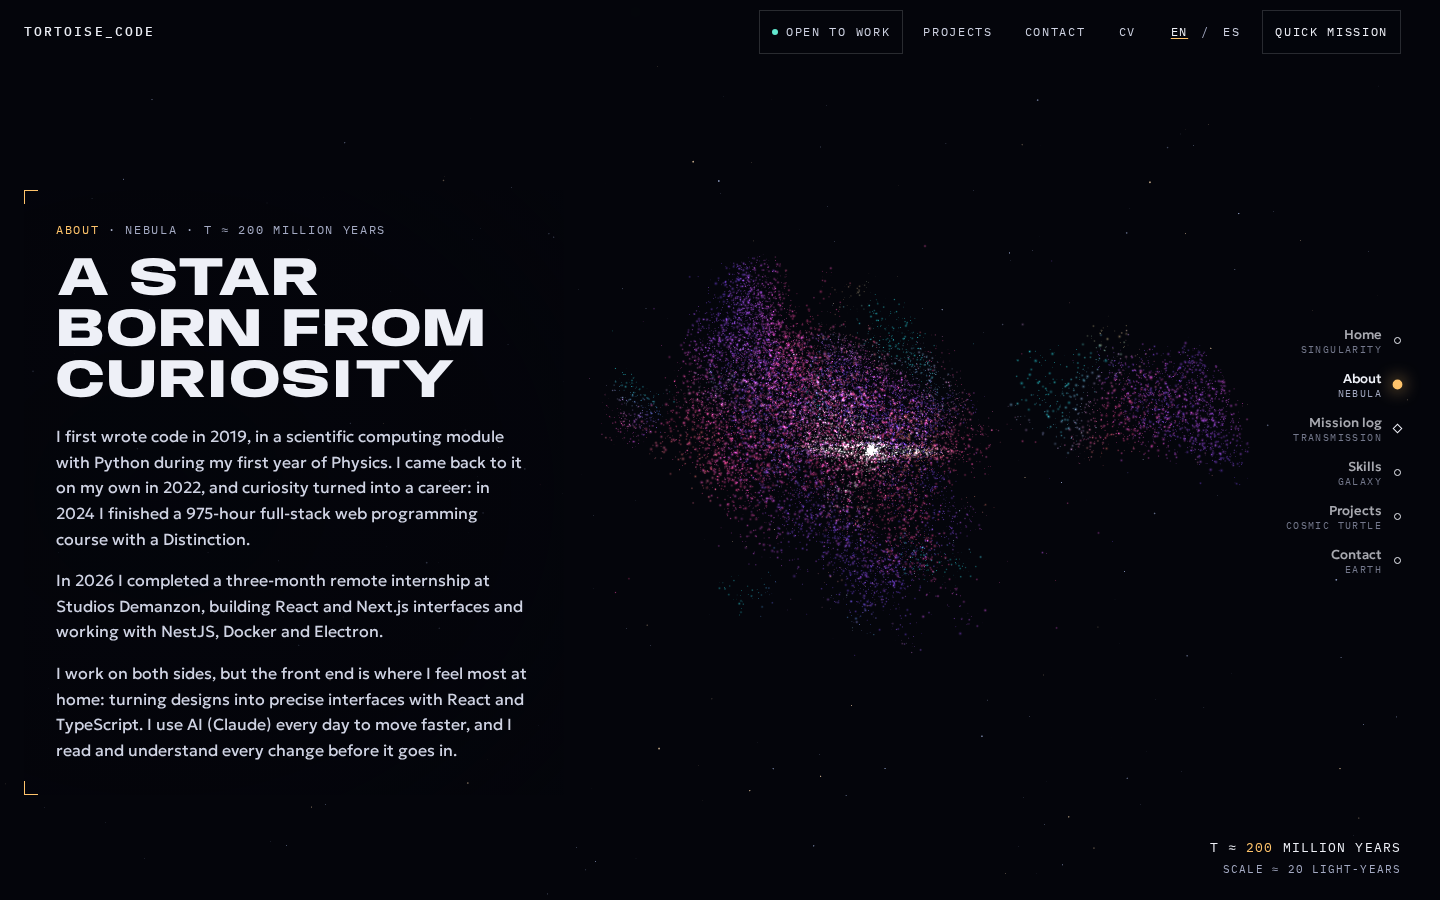 TORTOISE_CODE
OPEN TO WORK
PROJECTS
CONTACT
CV
EN / ES
QUICK MISSION
ABOUT · NEBULA · T ≈ 200 MILLION YEARS
A STAR
BORN FROM
CURIOSITY
I first wrote code in 2019, in a scientific computing module
with Python during my first year of Physics. I came back to it
on my own in 2022, and curiosity turned into a career: in
2024 I finished a 975-hour full-stack web programming
course with a Distinction.
In 2026 I completed a three-month remote internship at
Studios Demanzon, building React and Next.js interfaces and
working with NestJS, Docker and Electron.
I work on both sides, but the front end is where I feel most at
home: turning designs into precise interfaces with React and
TypeScript. I use AI (Claude) every day to move faster, and I
read and understand every change before it goes in.
Home
SINGULARITY
About
NEBULA
Mission log
TRANSMISSION
Skills
GALAXY
Projects
COSMIC TURTLE
Contact
EARTH
T ≈ 200 MILLION YEARS
SCALE ≈ 20 LIGHT-YEARS